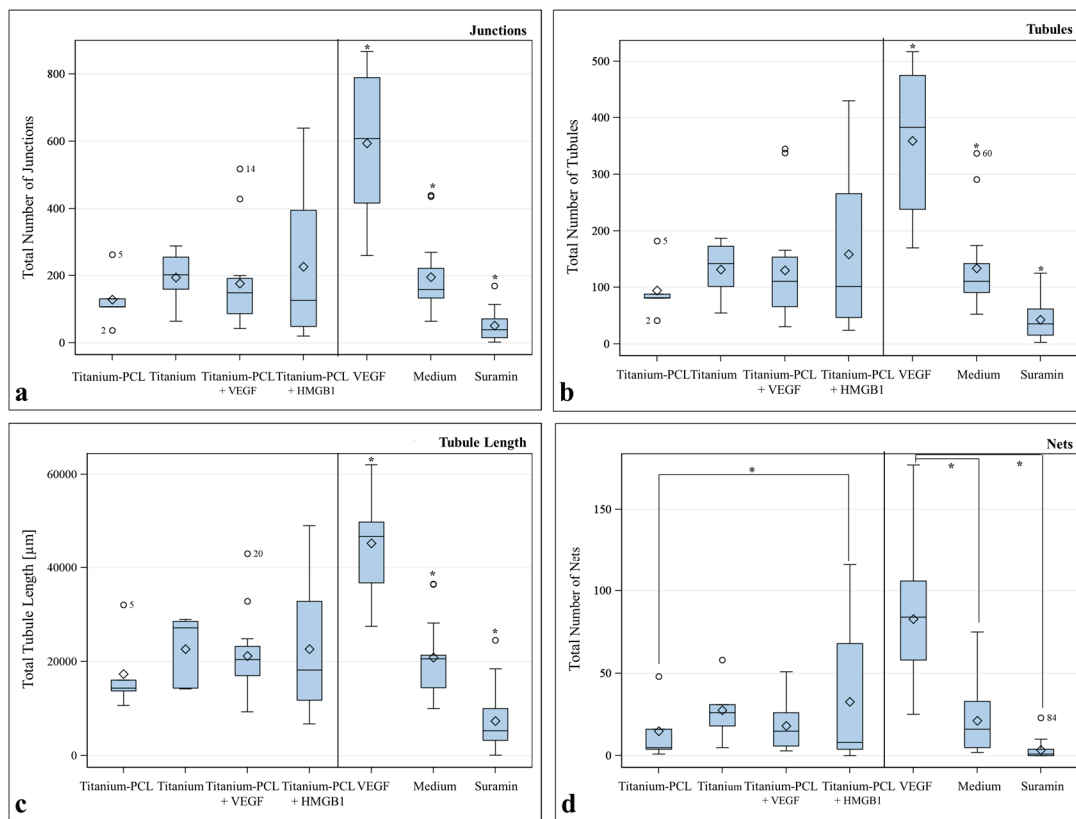 Junctions
Total Number of Junctions
800
600
400
200
0
5
2
14
*
*
*
Titanium-PCL
Titanium
Titanium-PCL
+ VEGF
Titanium-PCL
+ HMGB1
VEGF
Medium
Suramin
a
Tubules
Total Number of Tubules
500
400
300
200
100
0
5
2
*
*
60
*
Titanium-PCL
Titanium
Titanium-PCL
+ VEGF
Titanium-PCL
+ HMGB1
VEGF
Medium
Suramin
b
Tubule Length
Total Tubule Length [µm]
60000
40000
20000
0
5
20
*
*
*
Titanium-PCL
Titanium
Titanium-PCL
+ VEGF
Titanium-PCL
+ HMGB1
VEGF
Medium
Suramin
c
Nets
Total Number of Nets
150
100
50
0
*
*
*
84
Titanium-PCL
Titanium
Titanium-PCL
+ VEGF
Titanium-PCL
+ HMGB1
VEGF
Medium
Suramin
d